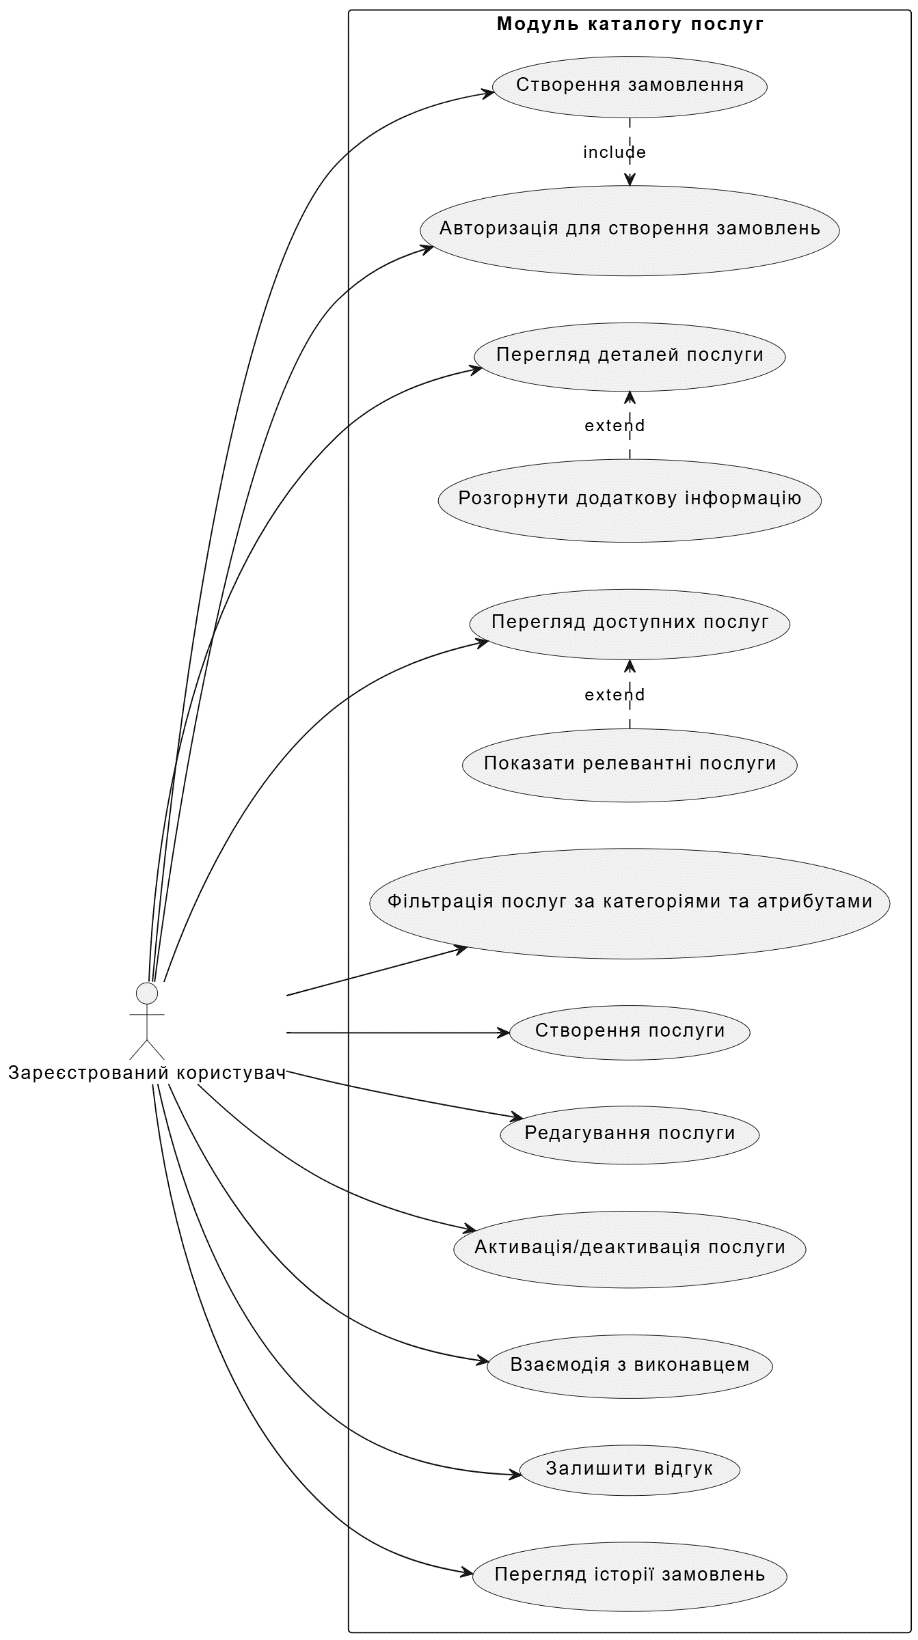 Модуль каталогу послуг
Створення замовлення
include
Авторизація для створення замовлень
Перегляд деталей послуги
extend
Розгорнути додаткову інформацію
Перегляд доступних послуг
extend
Показати релевантні послуги
Фільтрація послуг за категоріями та атрибутами
Створення послуги
Зареєстрований користувач
Редагування послуги
Активація/деактивація послуги
Взаємодія з виконавцем
Залишити відгук
Перегляд історії замовлень